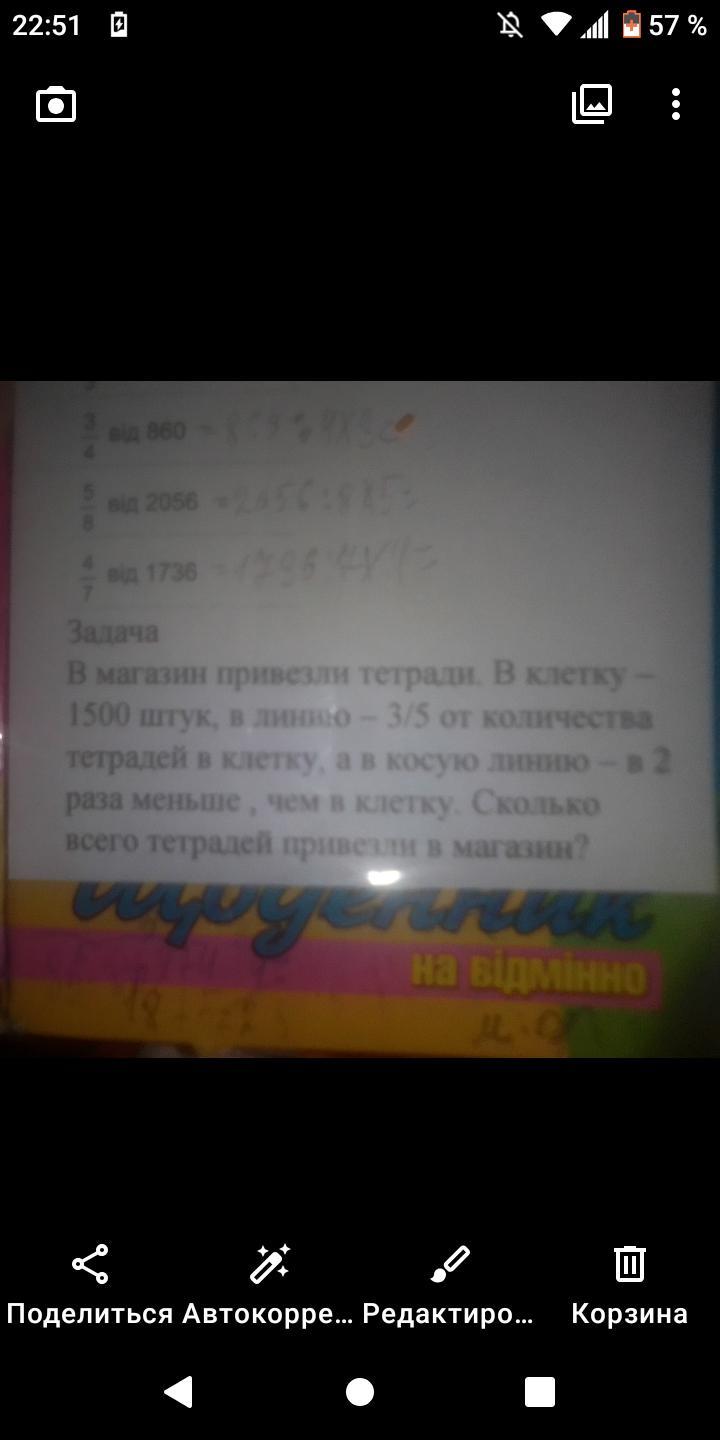 22:51 57 %
3/4 від 860
5/8 від 2056
4/7 від 1736
Задача
В магазин привезли тетради. В клетку –
1500 штук, в линию – 3/5 от количества
тетрадей в клетку, а в косую линию – в 2
раза меньше , чем в клетку. Сколько
всего тетрадей привезли в магазин?
Щоденник
на відмінно
Поделиться Автокорре... Редактиро... Корзина